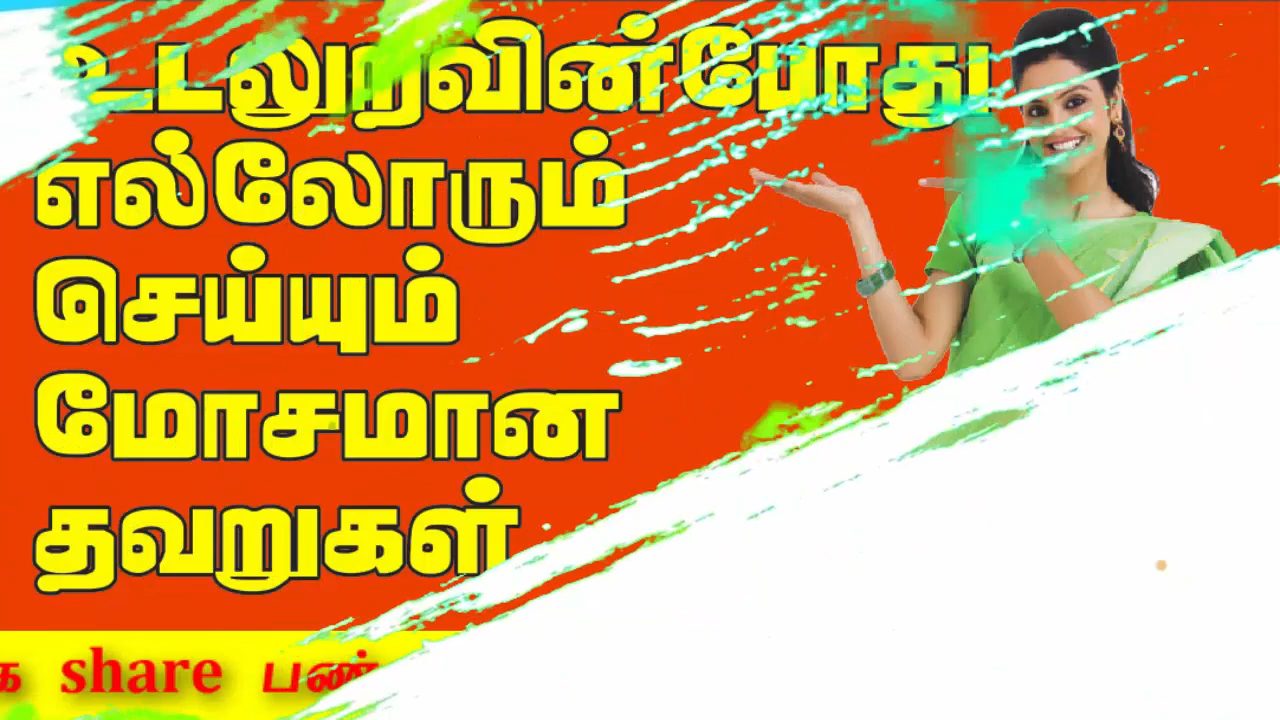 உடலுறவின்போது
எல்லோரும்
செய்யும்
மோசமான
தவறுகள்
share